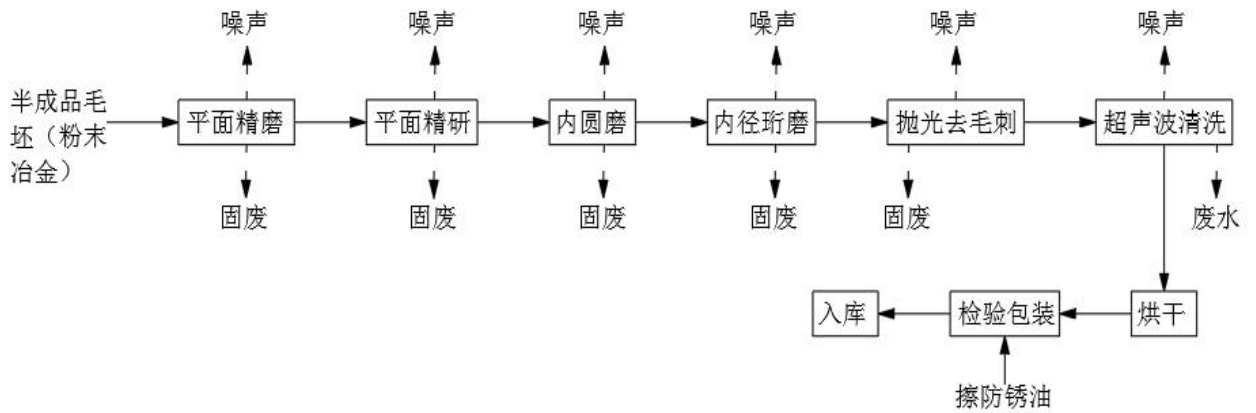 噪声
噪声
噪声
噪声
噪声
噪声
半成品毛
坯（粉末
冶金）
平面精磨
平面精研
内圆磨
内径珩磨
抛光去毛刺
超声波清洗
固废
固废
固废
固废
固废
废水
入库
检验包装
烘干
擦防锈油